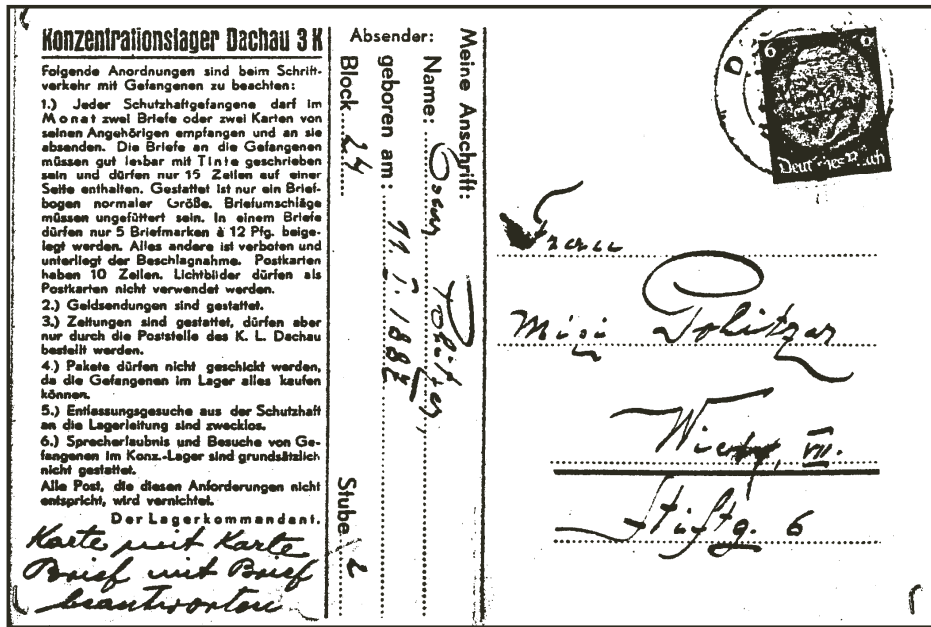 Konzentrationslager Dachau 3 K
Folgende Anordnungen sind beim Schrift-
verkehr mit Gefangenen zu beachten:
1.) Jeder Schutzhaftgefangene darf im
Monat zwei Briefe oder zwei Karten von
seinen Angehörigen empfangen und an sie
absenden. Die Briefe an die Gefangenen
müssen gut lesbar mit Tinte geschrieben
sein und dürfen nur 15 Zeilen auf einer
Seite enthalten. Gestattet ist nur ein Brief-
bogen normaler Größe. Briefumschläge
müssen ungefüttert sein. In einem Briefe
dürfen nur 5 Briefmarken à 12 Pfg. beige-
legt werden. Alles andere ist verboten und
unterliegt der Beschlagnahme. Postkarten
haben 10 Zeilen. Lichtbilder dürfen als
Postkarten nicht verwendet werden.
2.) Geldsendungen sind gestattet.
3.) Zeitungen sind gestattet, dürfen aber
nur durch die Poststelle des K. L. Dachau
bestellt werden.
4.) Pakete dürfen nicht geschickt werden,
da die Gefangenen im Lager alles kaufen
können.
5.) Entlassungsgesuche aus der Schutzhaft
an die Lagerleitung sind zwecklos.
6.) Sprecherlaubnis und Besuche von Ge-
fangenen im Konz.-Lager sind grundsätzlich
nicht gestattet.
Alle Post, die diesen Anforderungen nicht
entspricht, wird vernichtet.
Der Lagerkommandant.
Karte mit Karte
Brief mit Brief
beantworten
Meine Anschrift:
Absender:
Name: Oscar Politzer,
geboren am:
Block 24 Stube 2
6 6
Deutsches Reich
D
Frau
Mizi Politzer
Wien VII.
Stiftg. 6